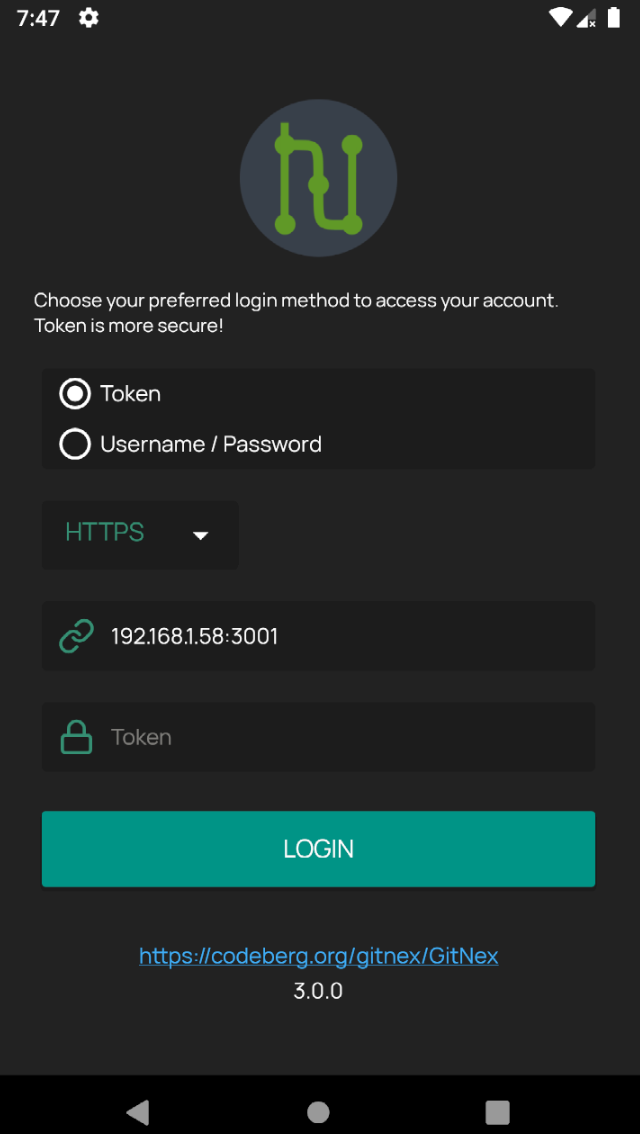 7:47
Choose your preferred login method to access your account.
Token is more secure!
Token
Username / Password
HTTPS
192.168.1.58:3001
Token
LOGIN
https://codeberg.org/gitnex/GitNex
3.0.0